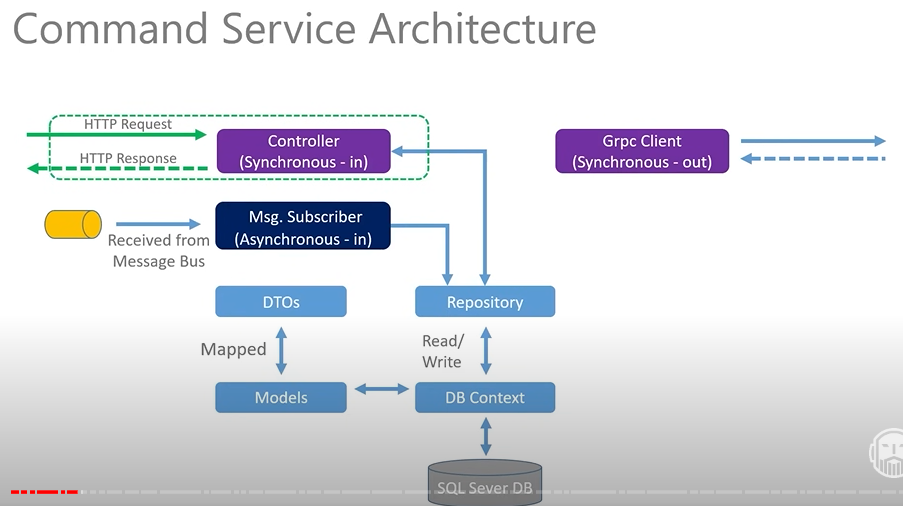 Command Service Architecture
HTTP Request
HTTP Response
Controller
(Synchronous - in)
Grpc Client
(Synchronous - out)
Msg. Subscriber
(Asynchronous - in)
Received from
Message Bus
DTOs
Repository
Mapped
Read/
Write
Models
DB Context
SQL Sever DB